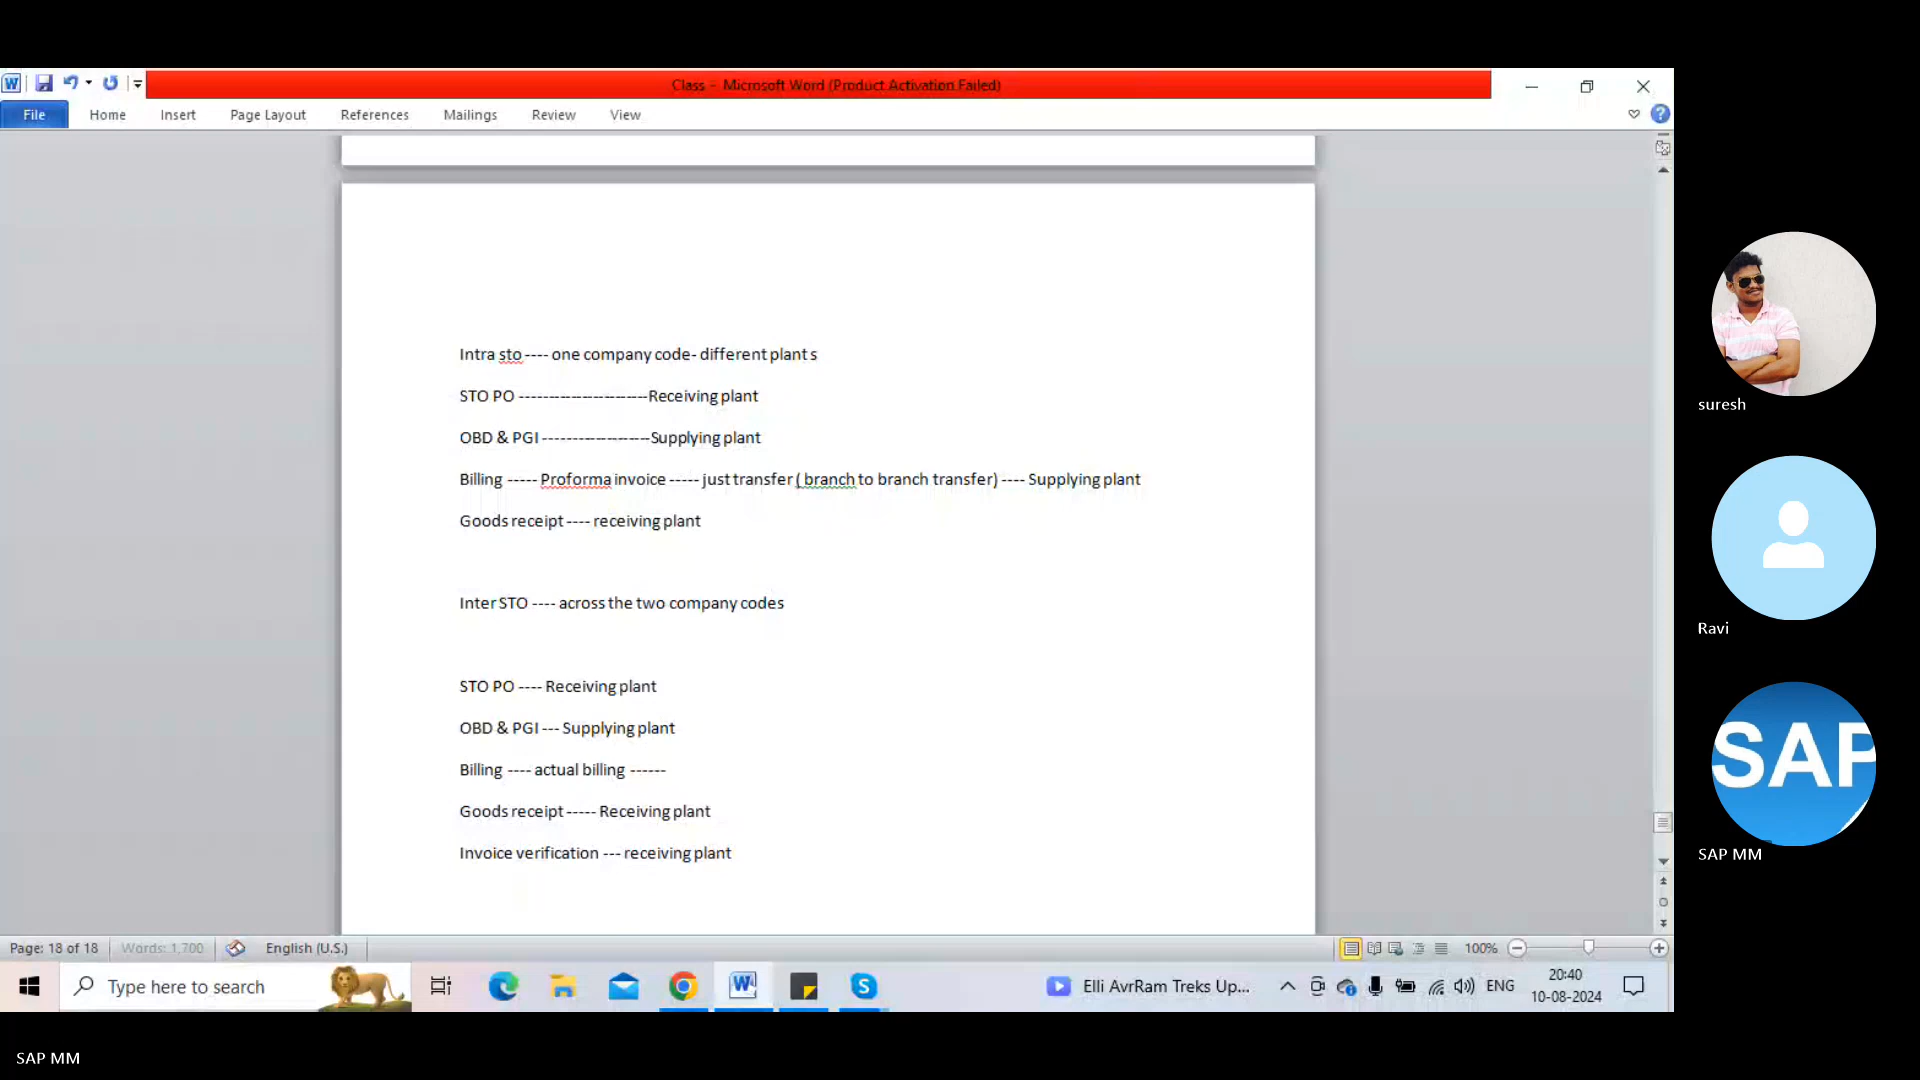 Class - Microsoft Word (Product Activation Failed)
File Home Insert Page Layout References Mailings Review View
Intra sto ---- one company code- different plant s
STO PO ----------------------Receiving plant
OBD & PGI ------------------Supplying plant
Billing ----- Proforma invoice ----- just transfer ( branch to branch transfer) ---- Supplying plant
Goods receipt ---- receiving plant
Inter STO ---- across the two company codes
STO PO ---- Receiving plant
OBD & PGI --- Supplying plant
Billing ---- actual billing ------
Goods receipt ----- Receiving plant
Invoice verification --- receiving plant
suresh
Ravi
SAP
SAP MM
Page: 18 of 18 Words: 1,700 English (U.S.) 100%
Type here to search Elli AvrRam Treks Up... ENG 20:40
10-08-2024
SAP MM